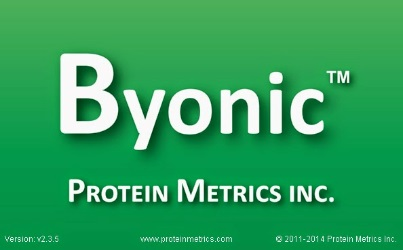 Byonic™
PROTEIN METRICS INC.
Version: v2.3.5 www.proteinmetrics.com © 2011-2014 Protein Metrics Inc.